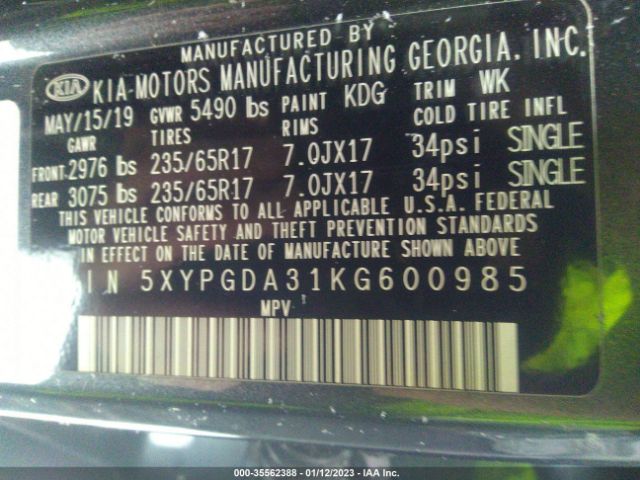 MANUFACTURED BY
KIA KIA MOTORS MANUFACTURING GEORGIA. INC.
MAY/15/19 GVWR 5490 lbs PAINT KDG TRIM WK
GAWR TIRES RIMS COLD TIRE INFL
FRONT 2976 lbs 235/65R17 7.0JX17 34psi SINGLE
REAR 3075 lbs 235/65R17 7.0JX17 34psi SINGLE
THIS VEHICLE CONFORMS TO ALL APPLICABLE U.S.A. FEDERAL
MOTOR VEHICLE SAFETY AND THEFT PREVENTION STANDARDS
IN EFFECT ON THE DATE OF MANUFACTURE SHOWN ABOVE
IN 5XYPGDA31KG600985
MPV
000-35562388 - 01/12/2023 - IAA Inc.